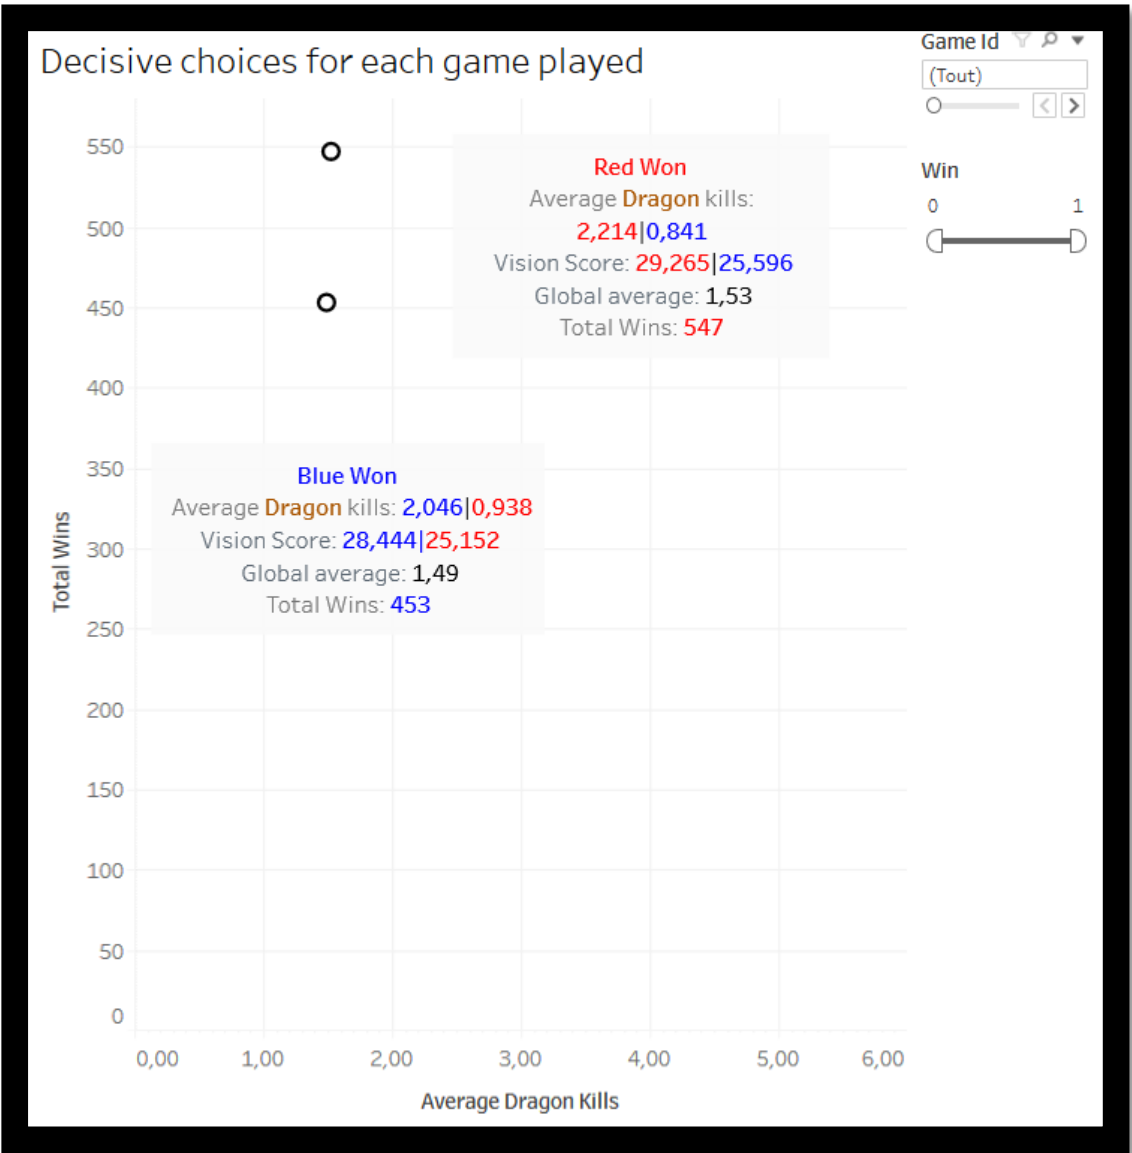 Decisive choices for each game played
Game Id
(Tout)
Win
0 1
Red Won
Average Dragon kills:
2,214|0,841
Vision Score: 29,265|25,596
Global average: 1,53
Total Wins: 547
Blue Won
Average Dragon kills: 2,046|0,938
Vision Score: 28,444|25,152
Global average: 1,49
Total Wins: 453
Total Wins
550
500
450
400
350
300
250
200
150
100
50
0
0,00 1,00 2,00 3,00 4,00 5,00 6,00
Average Dragon Kills